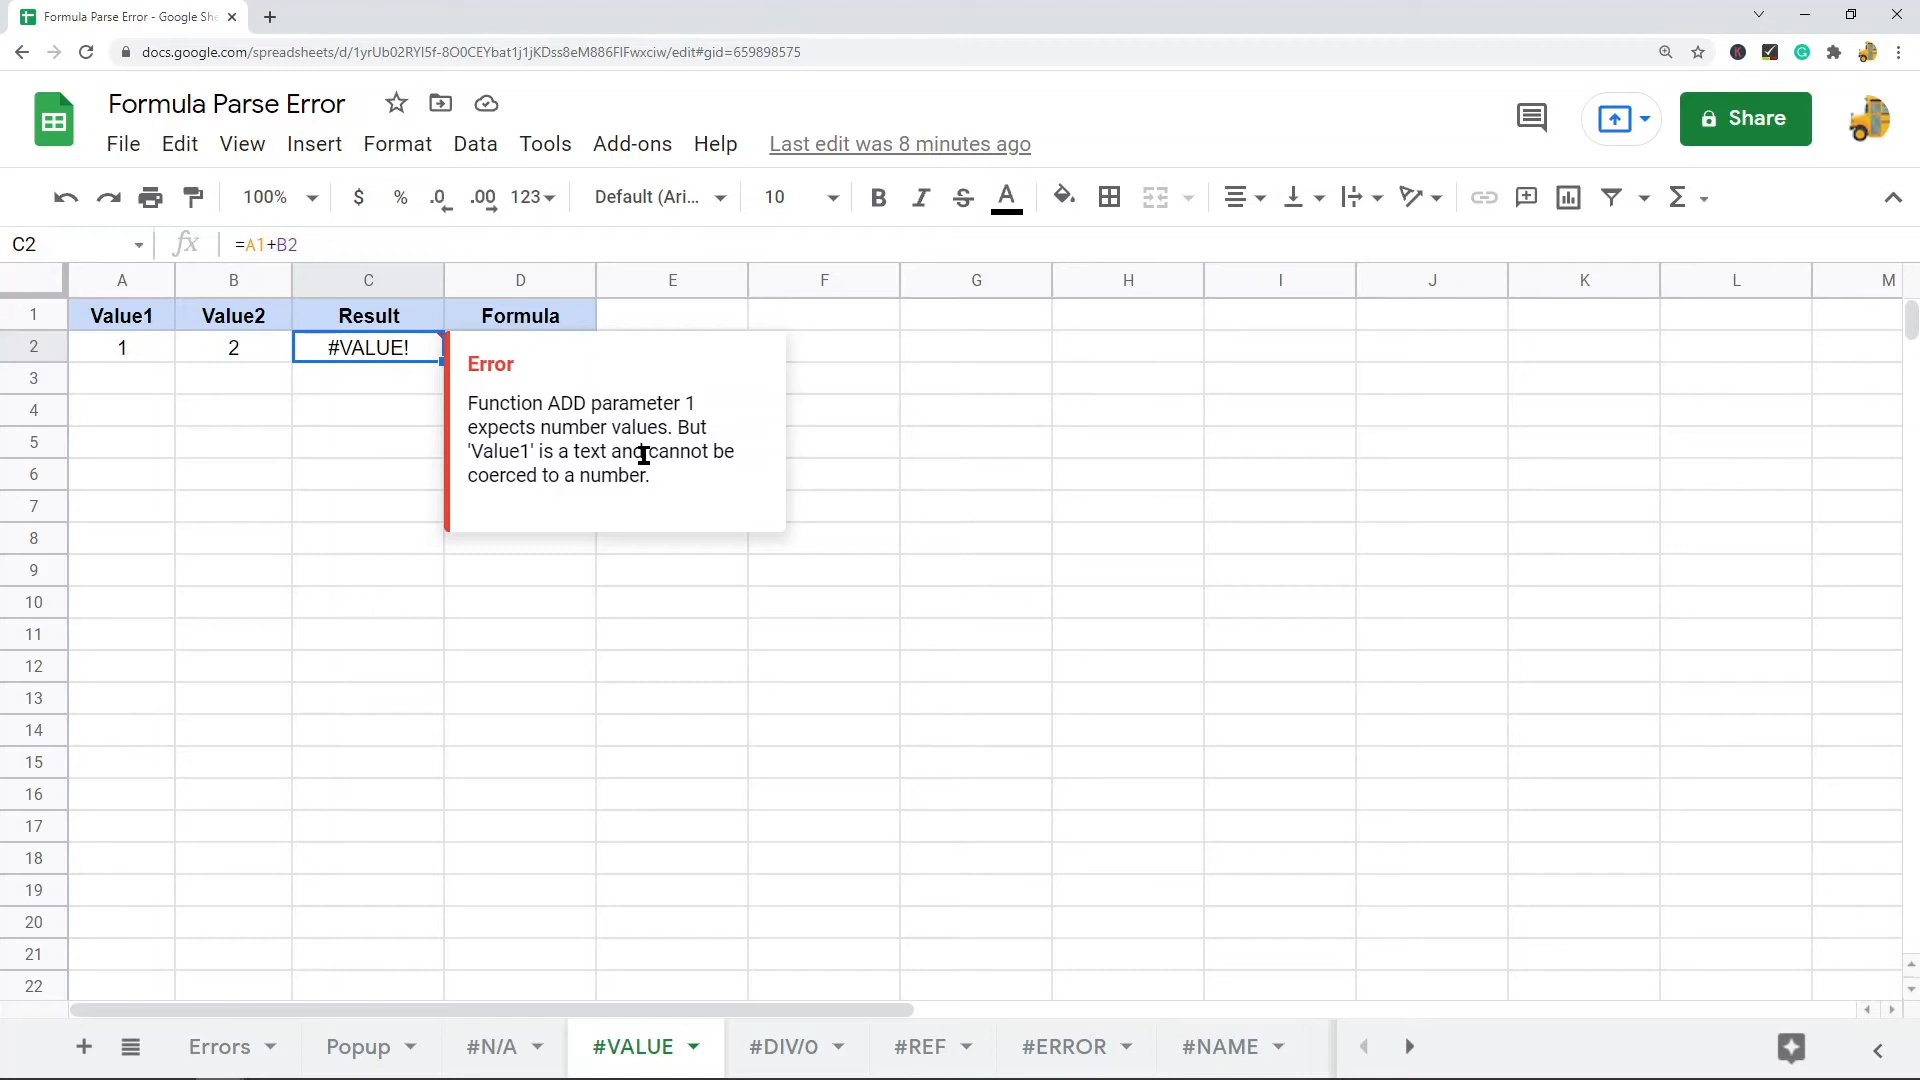 Formula Parse Error - Google She
docs.google.com/spreadsheets/d/1yrUb02RYI5f-8O0CEYbat1j1jKDss8eM886FlFwxciw/edit#gid=659898575
Formula Parse Error
File Edit View Insert Format Data Tools Add-ons Help Last edit was 8 minutes ago
Share
100% $ % .0 .00 123 Default (Ari... 10 B I S A Σ
C2 fx =A1+B2
A B C D E F G H I J K L M
1 Value1 Value2 Result Formula
2 1 2 #VALUE!
Error
Function ADD parameter 1
expects number values. But
'Value1' is a text and cannot be
coerced to a number.
3
4
5
6
7
8
9
10
11
12
13
14
15
16
17
18
19
20
21
22
Errors Popup #N/A #VALUE #DIV/0 #REF #ERROR #NAME